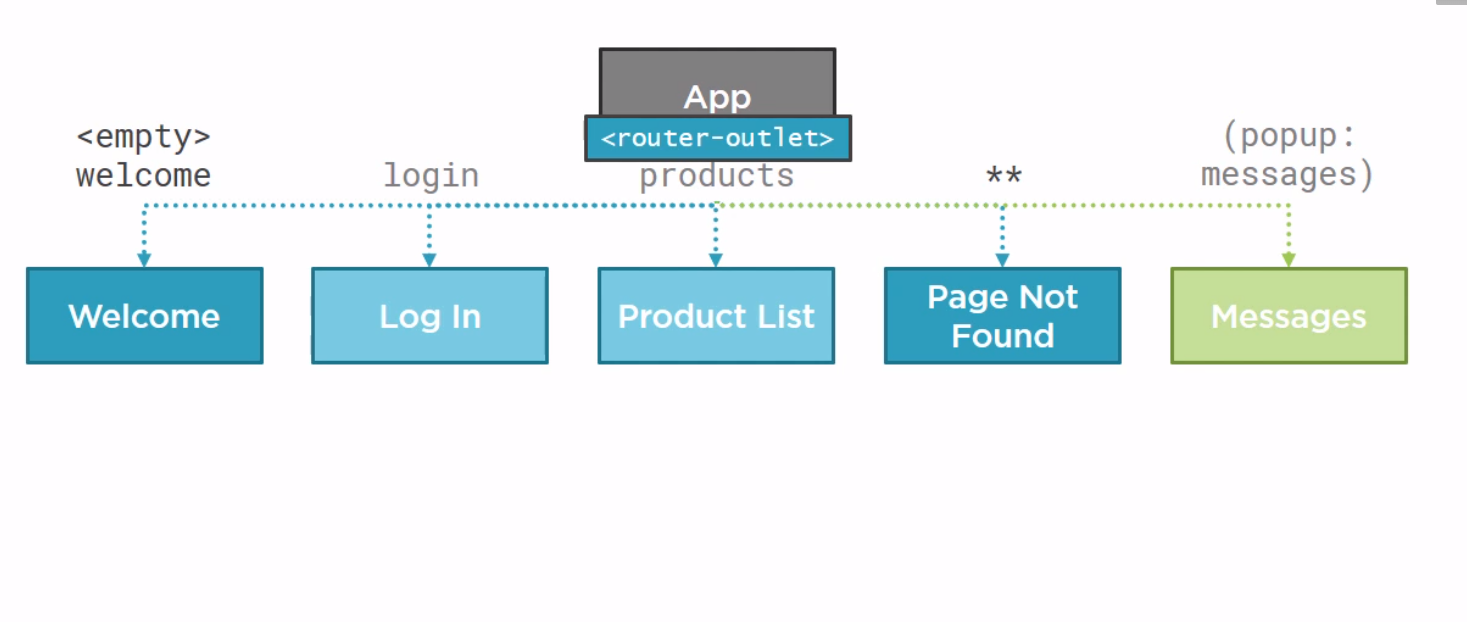 App
<router-outlet>
<empty>
welcome
login
products
**
(popup:
messages)
Welcome
Log In
Product List
Page Not
Found
Messages